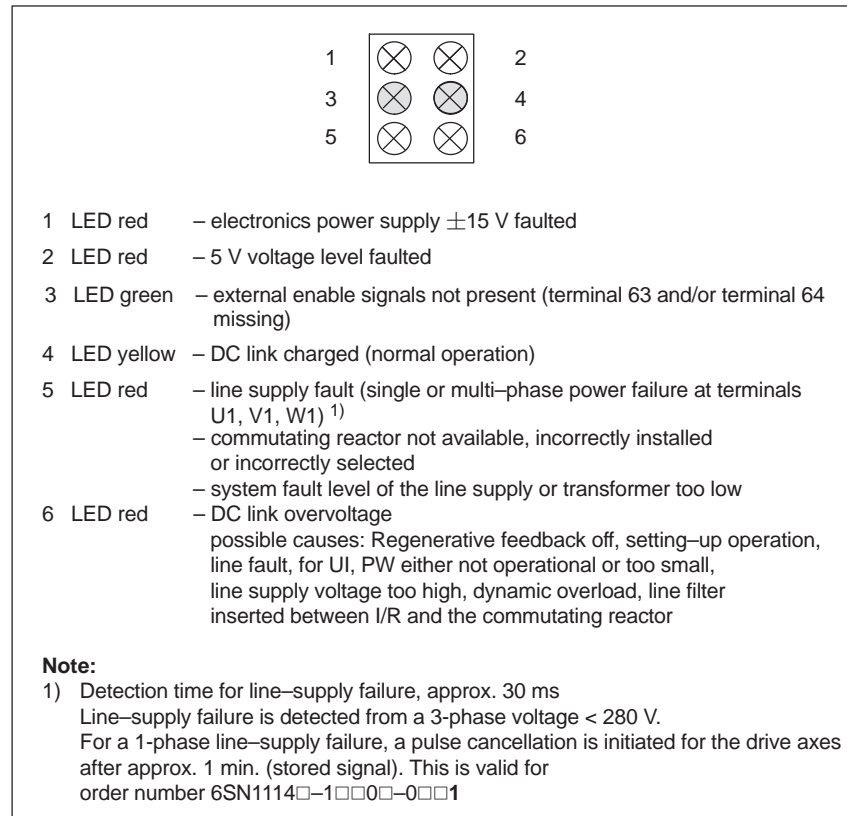 1 2
3 4
5 6
1 LED red – electronics power supply ±15 V faulted
2 LED red – 5 V voltage level faulted
3 LED green – external enable signals not present (terminal 63 and/or terminal 64
missing)
4 LED yellow – DC link charged (normal operation)
5 LED red – line supply fault (single or multi–phase power failure at terminals
U1, V1, W1) 1)
– commutating reactor not available, incorrectly installed
or incorrectly selected
– system fault level of the line supply or transformer too low
6 LED red – DC link overvoltage
possible causes: Regenerative feedback off, setting–up operation,
line fault, for UI, PW either not operational or too small,
line supply voltage too high, dynamic overload, line filter
inserted between I/R and the commutating reactor
Note:
1) Detection time for line–supply failure, approx. 30 ms
Line–supply failure is detected from a 3-phase voltage < 280 V.
For a 1-phase line–supply failure, a pulse cancellation is initiated for the drive axes
after approx. 1 min. (stored signal). This is valid for
order number 6SN1114□–1□□0□–0□□1